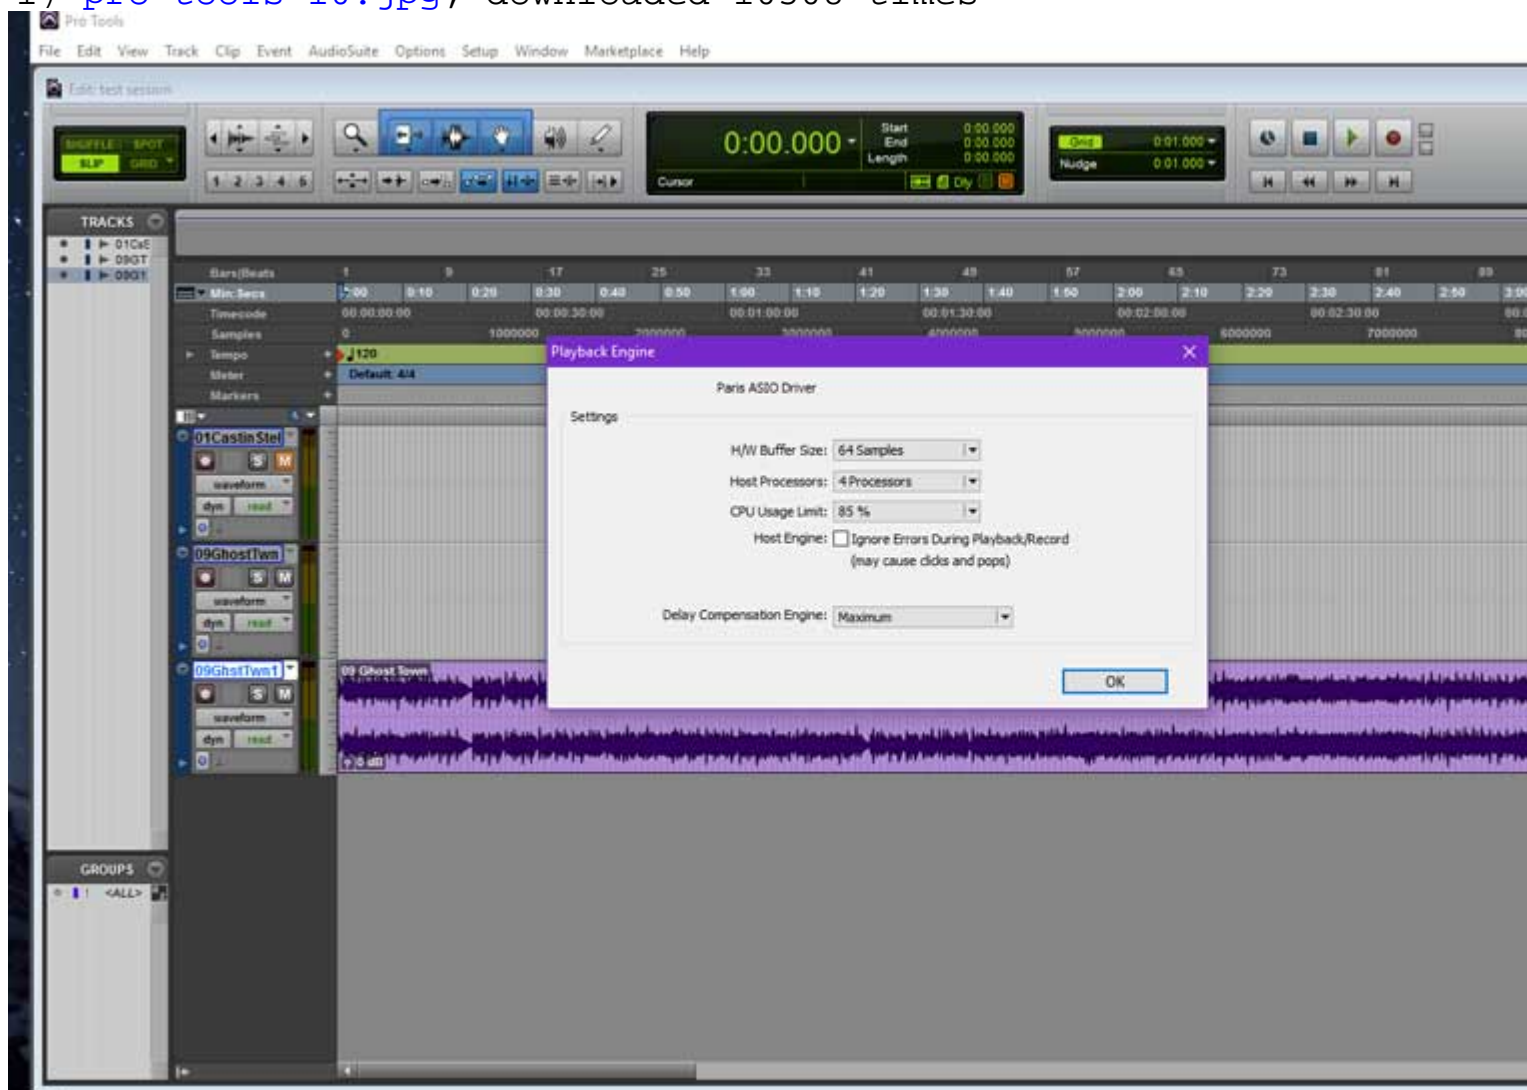 Pro Tools
File Edit View Track Clip Event AudioSuite Options Setup Window Marketplace Help
Edit: test session
SHUFFLE SPOT
SLIP GRID
1 2 3 4 5
0:00.000
Start 0:00.000
End 0:00.000
Length 0:00.000
Cursor
Dly
Grid 0:01.000
Nudge 0:01.000
TRACKS
01CsS
09GT
09GT
Bars|Beats 1 9 17 25 33 41 49 57 65 73 81 89
Min:Secs 0:00 0:10 0:20 0:30 0:40 0:50 1:00 1:10 1:20 1:30 1:40 1:50 2:00 2:10 2:20 2:30 2:40 2:50 3:00
Timecode 00:00:00:00 00:00:30:00 00:01:00:00 00:01:30:00 00:02:00:00 00:02:30:00
Samples 0 1000000 2000000 3000000 4000000 5000000 6000000 7000000
Tempo 120
Meter Default: 4/4
Markers
Playback Engine
Paris ASIO Driver
Settings
H/W Buffer Size: 64 Samples
Host Processors: 4 Processors
CPU Usage Limit: 85 %
Host Engine: Ignore Errors During Playback/Record
(may cause clicks and pops)
Delay Compensation Engine: Maximum
OK
01CastinStel
S M
waveform
dyn read
09GhostTwn
S M
waveform
dyn read
09GhstTwn1
S M
waveform
dyn read
09 Ghost Town
0 dB
GROUPS
! <ALL>